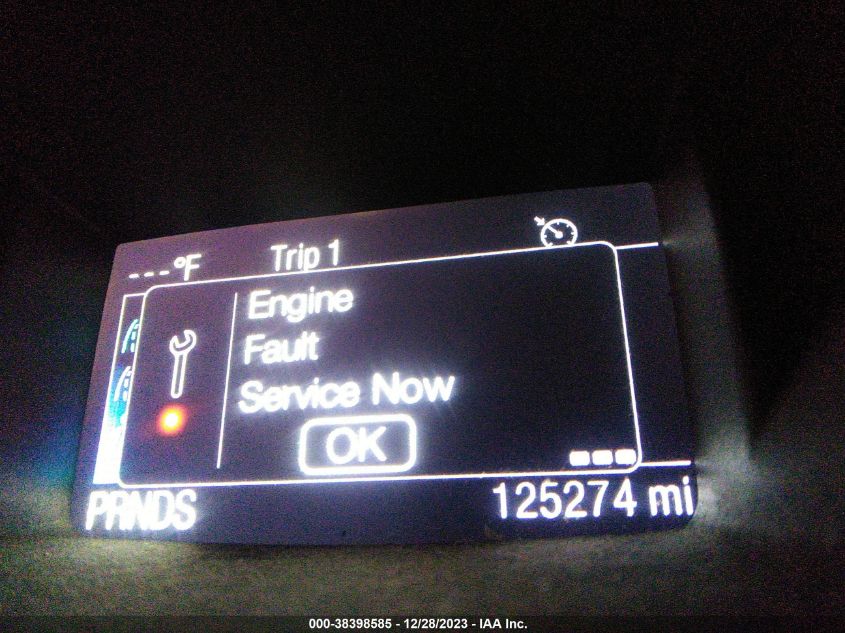 ---°F Trip 1
Engine
Fault
Service Now
OK
PRNDS 125274 mi
000-38398585 - 12/28/2023 - IAA Inc.